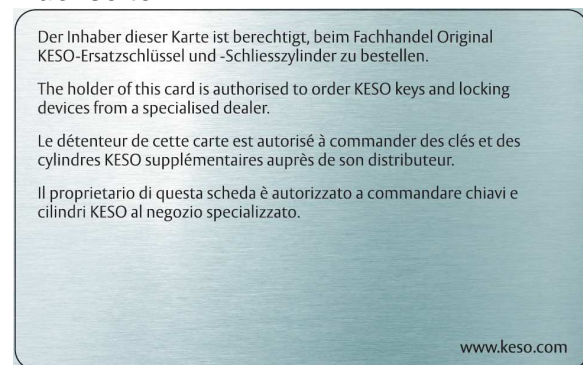 Der Inhaber dieser Karte ist berechtigt, beim Fachhandel Original
KESO-Ersatzschlüssel und -Schliesszylinder zu bestellen.
The holder of this card is authorised to order KESO keys and locking
devices from a specialised dealer.
Le détenteur de cette carte est autorisé à commander des clés et des
cylindres KESO supplémentaires auprès de son distributeur.
Il proprietario di questa scheda è autorizzato a commandare chiavi e
cilindri KESO al negozio specializzato.
www.keso.com